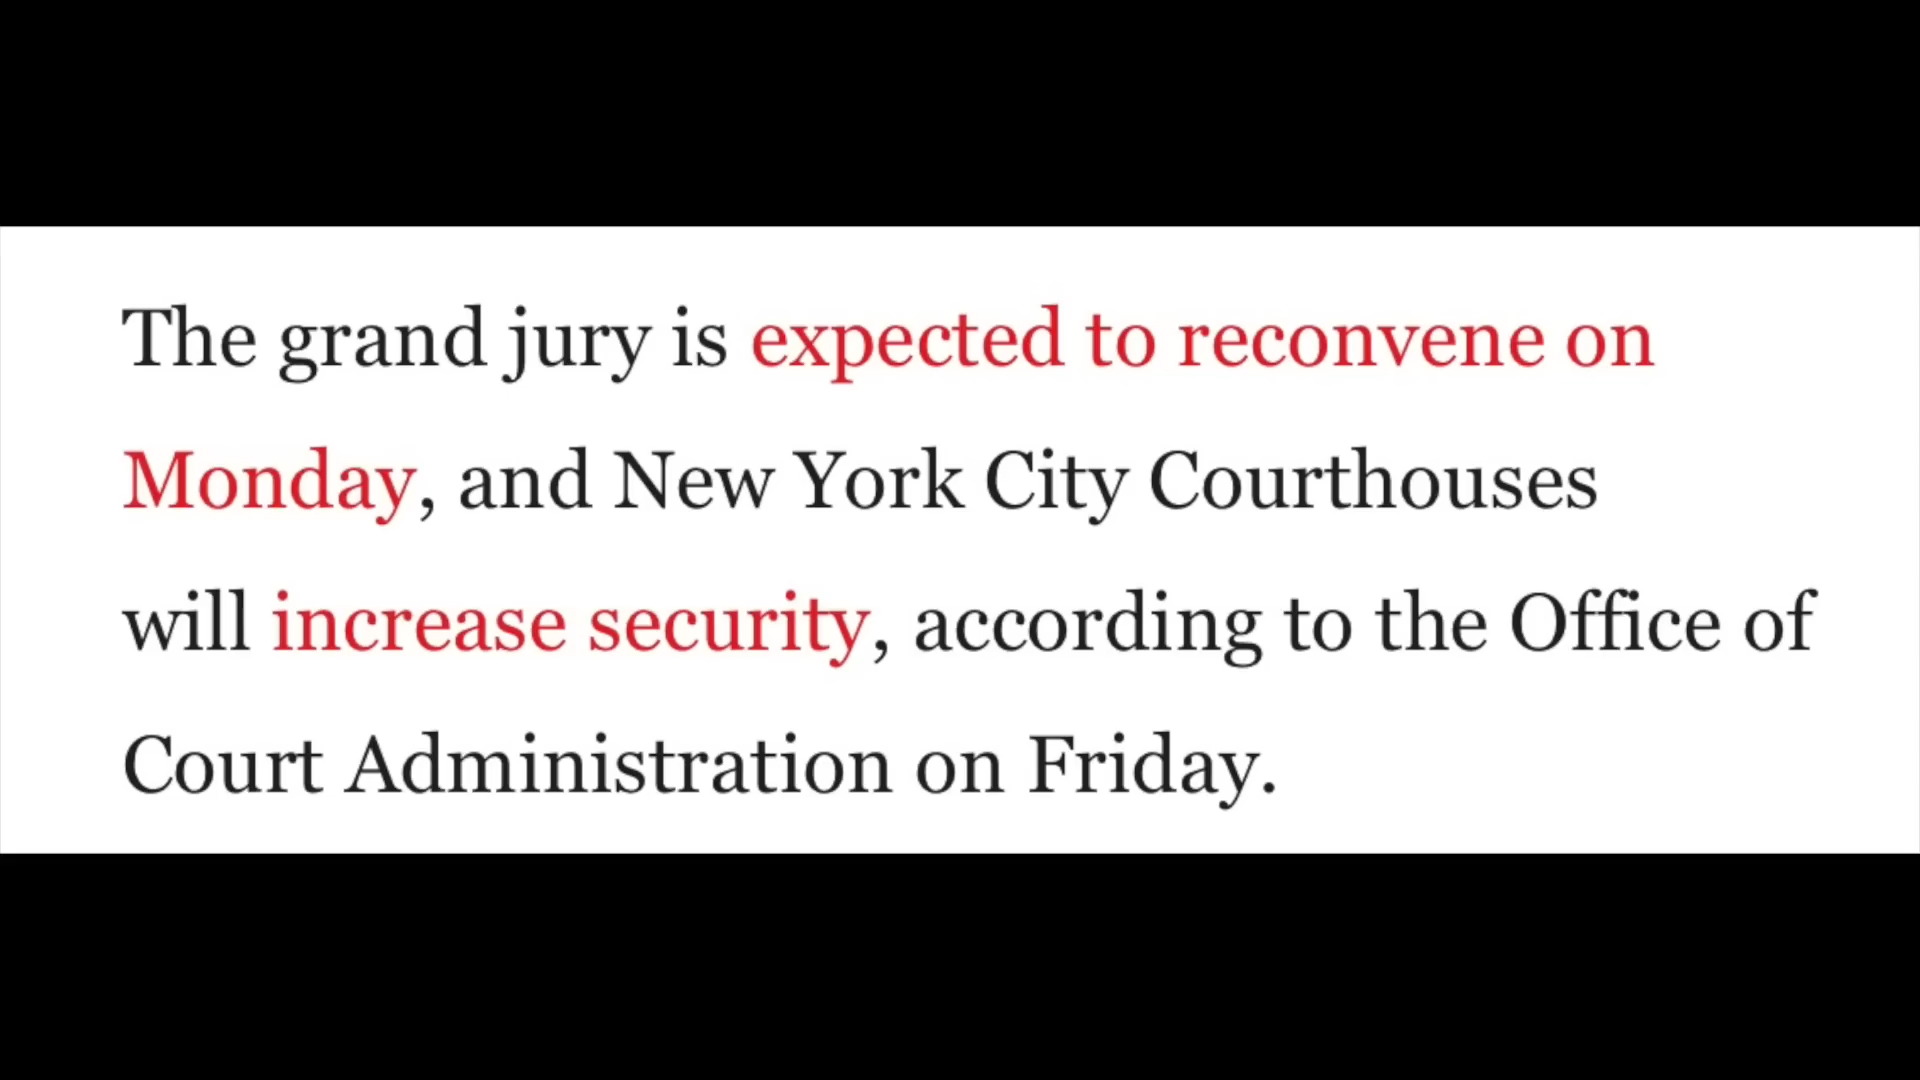 The grand jury is expected to reconvene on
Monday, and New York City Courthouses
will increase security, according to the Office of
Court Administration on Friday.